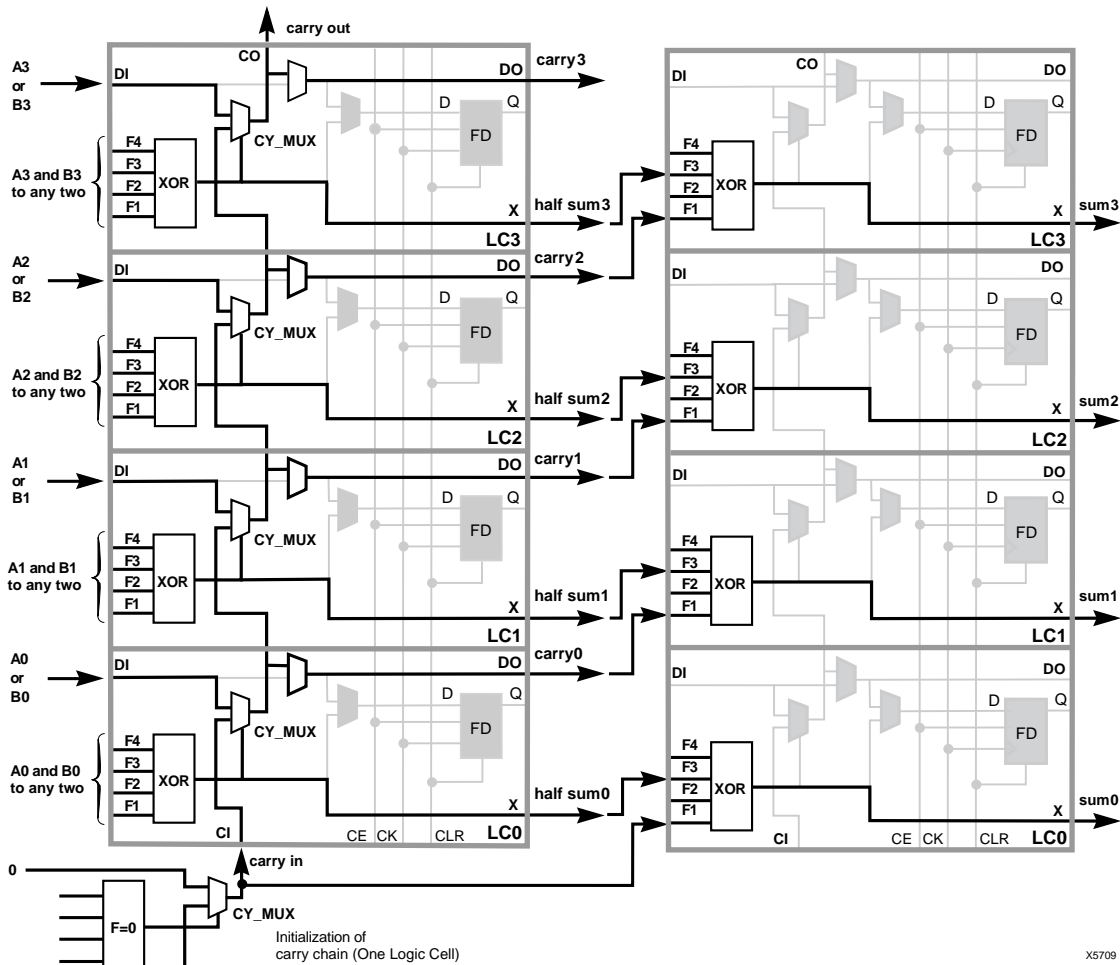 carry out
A3
or
B3
DI
CO
DO
carry3
D
Q
FD
CY_MUX
A3 and B3
to any two
F4
F3
F2
F1
XOR
X
half sum3
LC3
DI
CO
DO
D
Q
FD
F4
F3
F2
F1
XOR
X
sum3
LC3
A2
or
B2
DI
DO
carry2
D
Q
FD
CY_MUX
A2 and B2
to any two
F4
F3
F2
F1
XOR
X
half sum2
LC2
DI
DO
D
Q
FD
F4
F3
F2
F1
XOR
X
sum2
LC2
A1
or
B1
DI
DO
carry1
D
Q
FD
CY_MUX
A1 and B1
to any two
F4
F3
F2
F1
XOR
X
half sum1
LC1
DI
DO
D
Q
FD
F4
F3
F2
F1
XOR
X
sum1
LC1
A0
or
B0
DI
DO
carry0
D
Q
FD
CY_MUX
A0 and B0
to any two
F4
F3
F2
F1
XOR
X
half sum0
CI
CE
CK
CLR
LC0
DI
DO
D
Q
FD
F4
F3
F2
F1
XOR
X
sum0
CI
CE
CK
CLR
LC0
carry in
0
F=0
CY_MUX
Initialization of
carry chain (One Logic Cell)
X5709